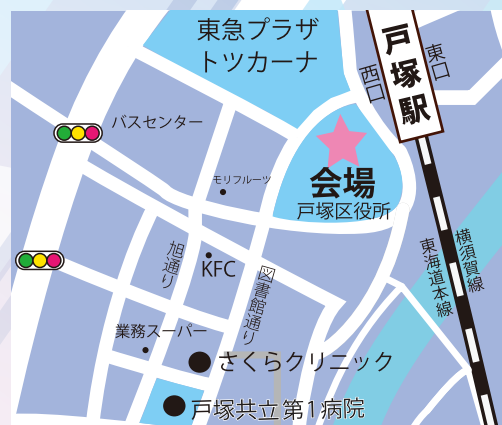 東急プラザ
トツカーナ
戸塚駅
東口
西口
バスセンター
モリフルーツ
会場
戸塚区役所
旭通り
KFC
図書館通り
横須賀線
東海道本線
業務スーパー
さくらクリニック
戸塚共立第1病院